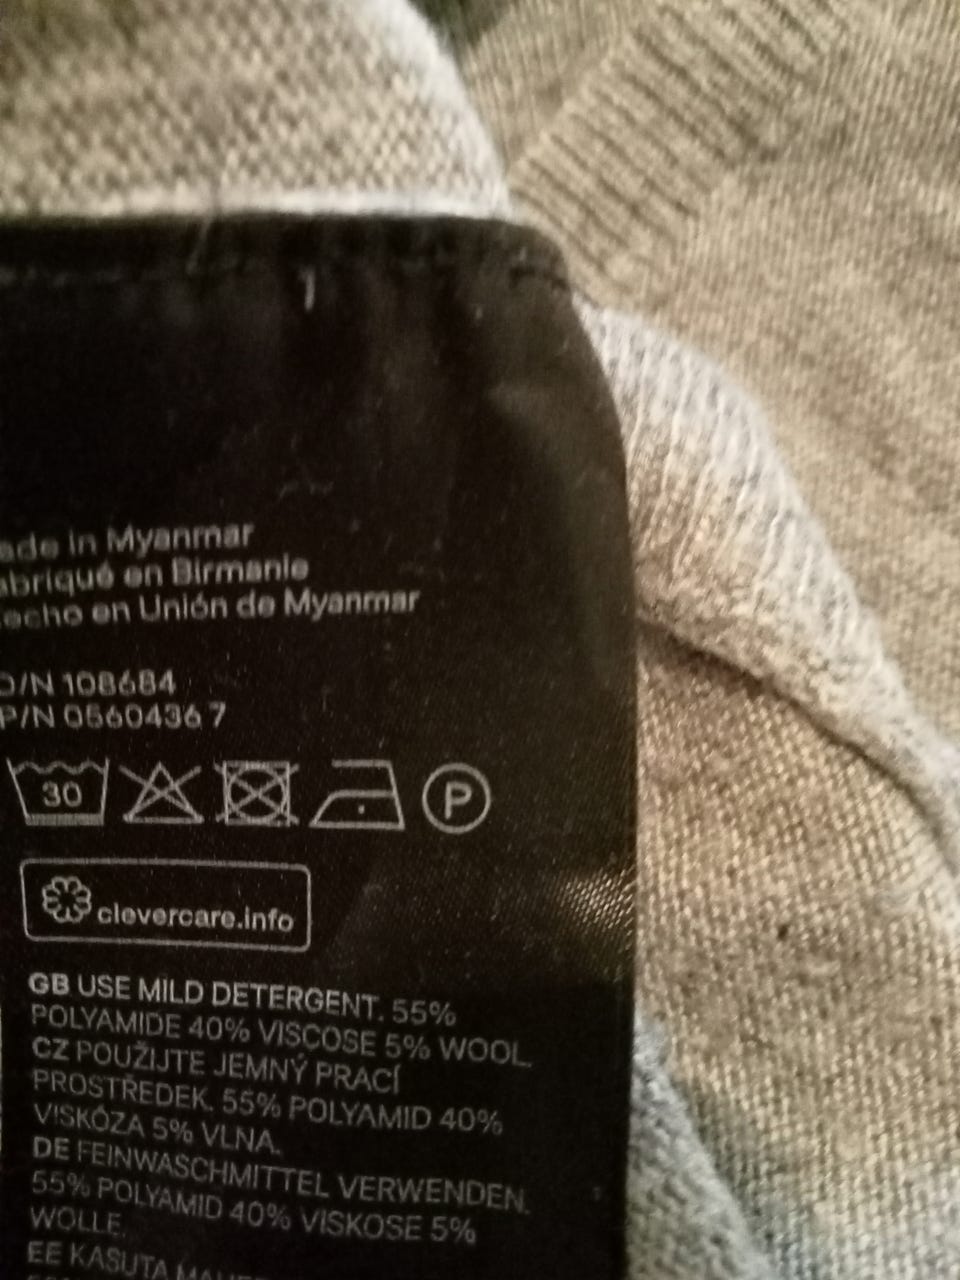 ade in Myanmar
abriqué en Birmanie
echo en Unión de Myanmar
O/N 108684
P/N 0560436 7
30
P
clevercare.info
GB USE MILD DETERGENT. 55%
POLYAMIDE 40% VISCOSE 5% WOOL.
CZ POUŽIJTE JEMNÝ PRACÍ
PROSTŘEDEK. 55% POLYAMID 40%
VISKÓZA 5% VLNA.
DE FEINWASCHMITTEL VERWENDEN.
55% POLYAMID 40% VISKOSE 5%
WOLLE.
EE KASUTA